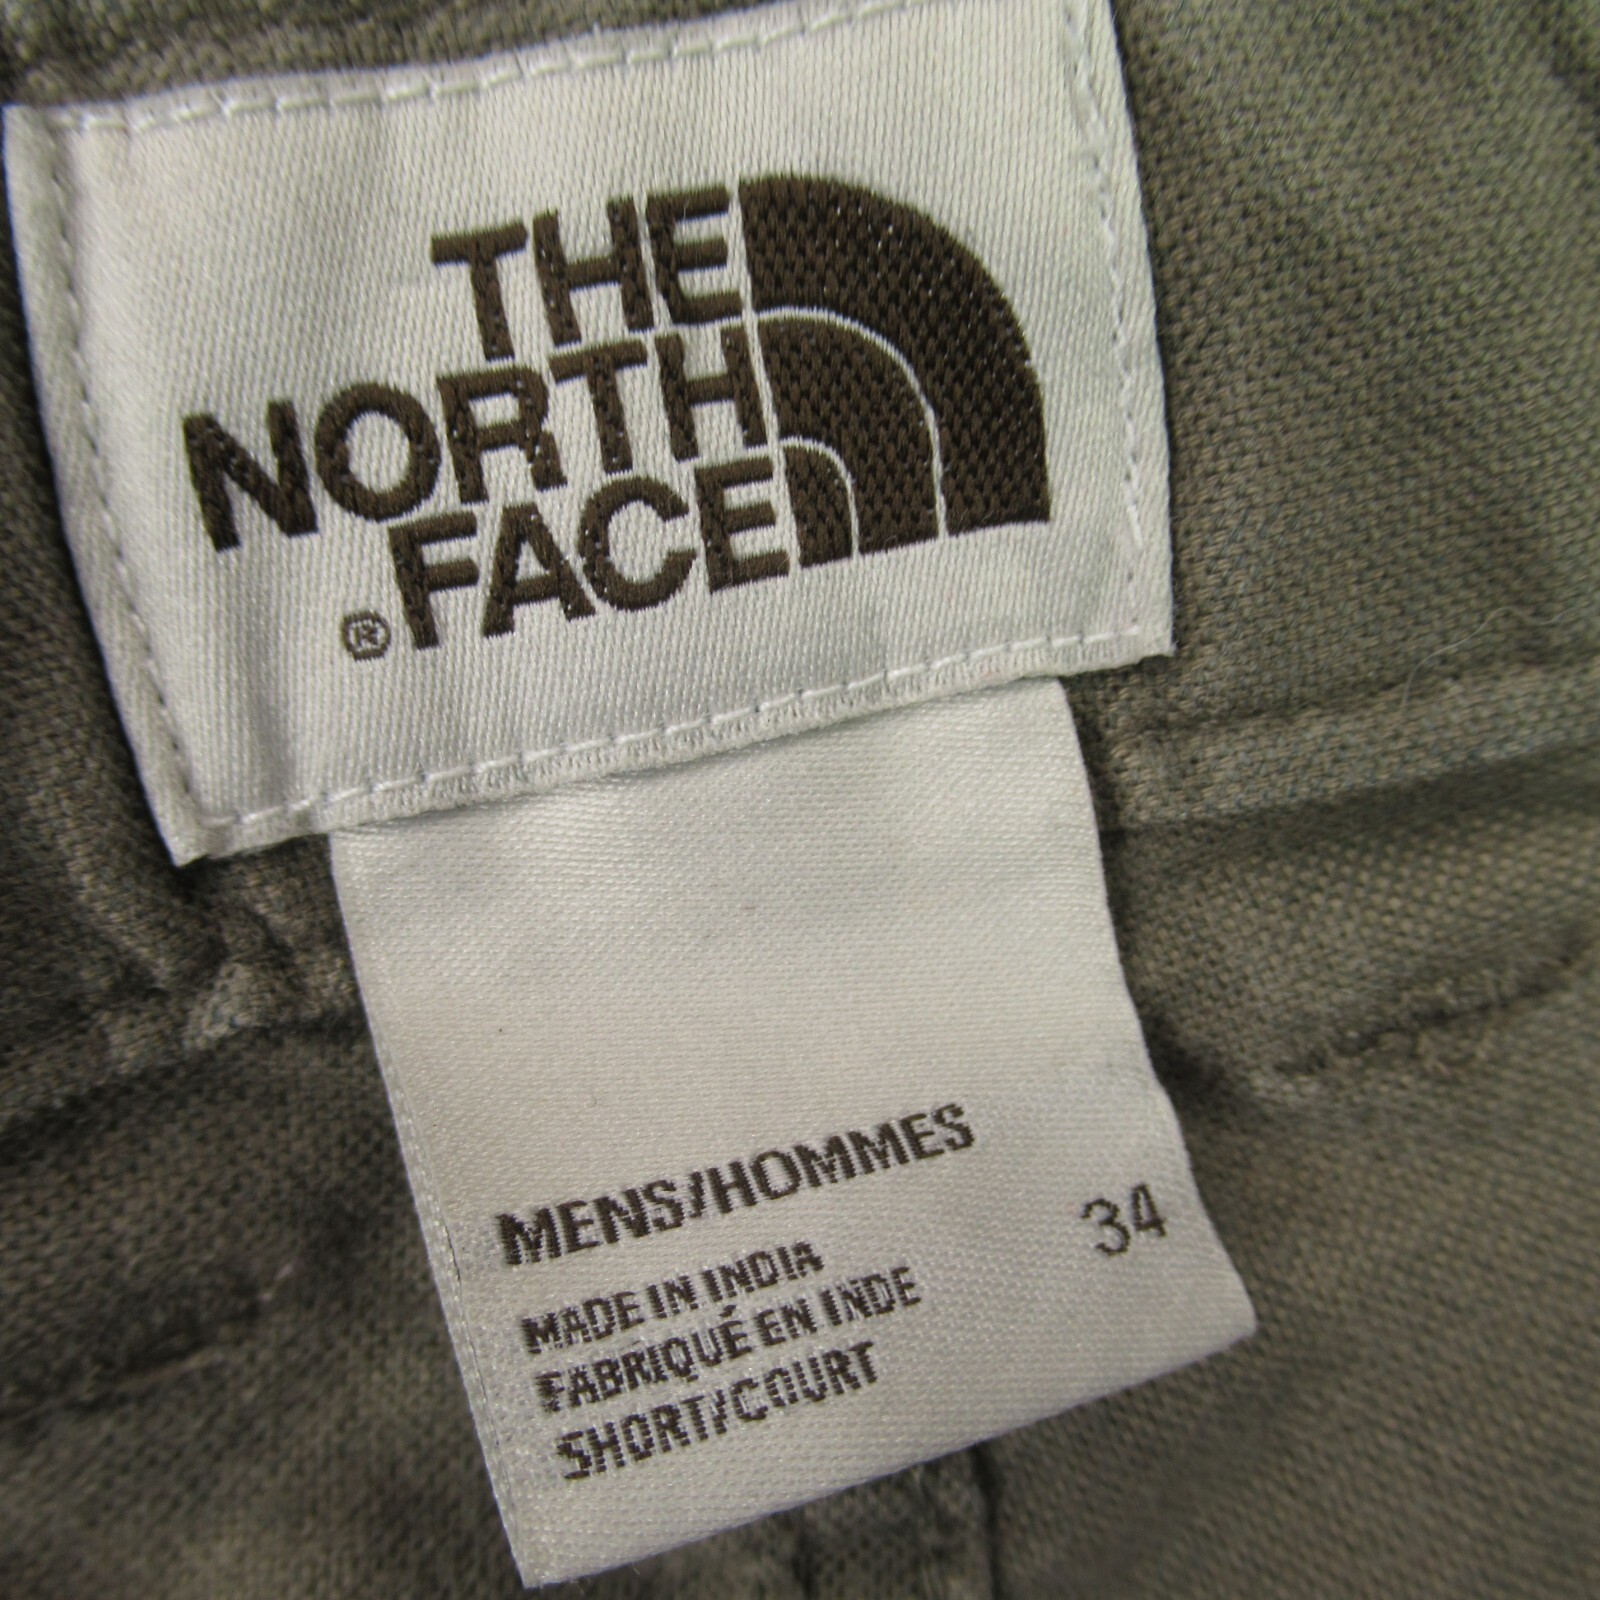 THE
NORTH
® FACE
MENS/HOMMES
34
MADE IN INDIA
FABRIQUÉ EN INDE
SHORT/COURT